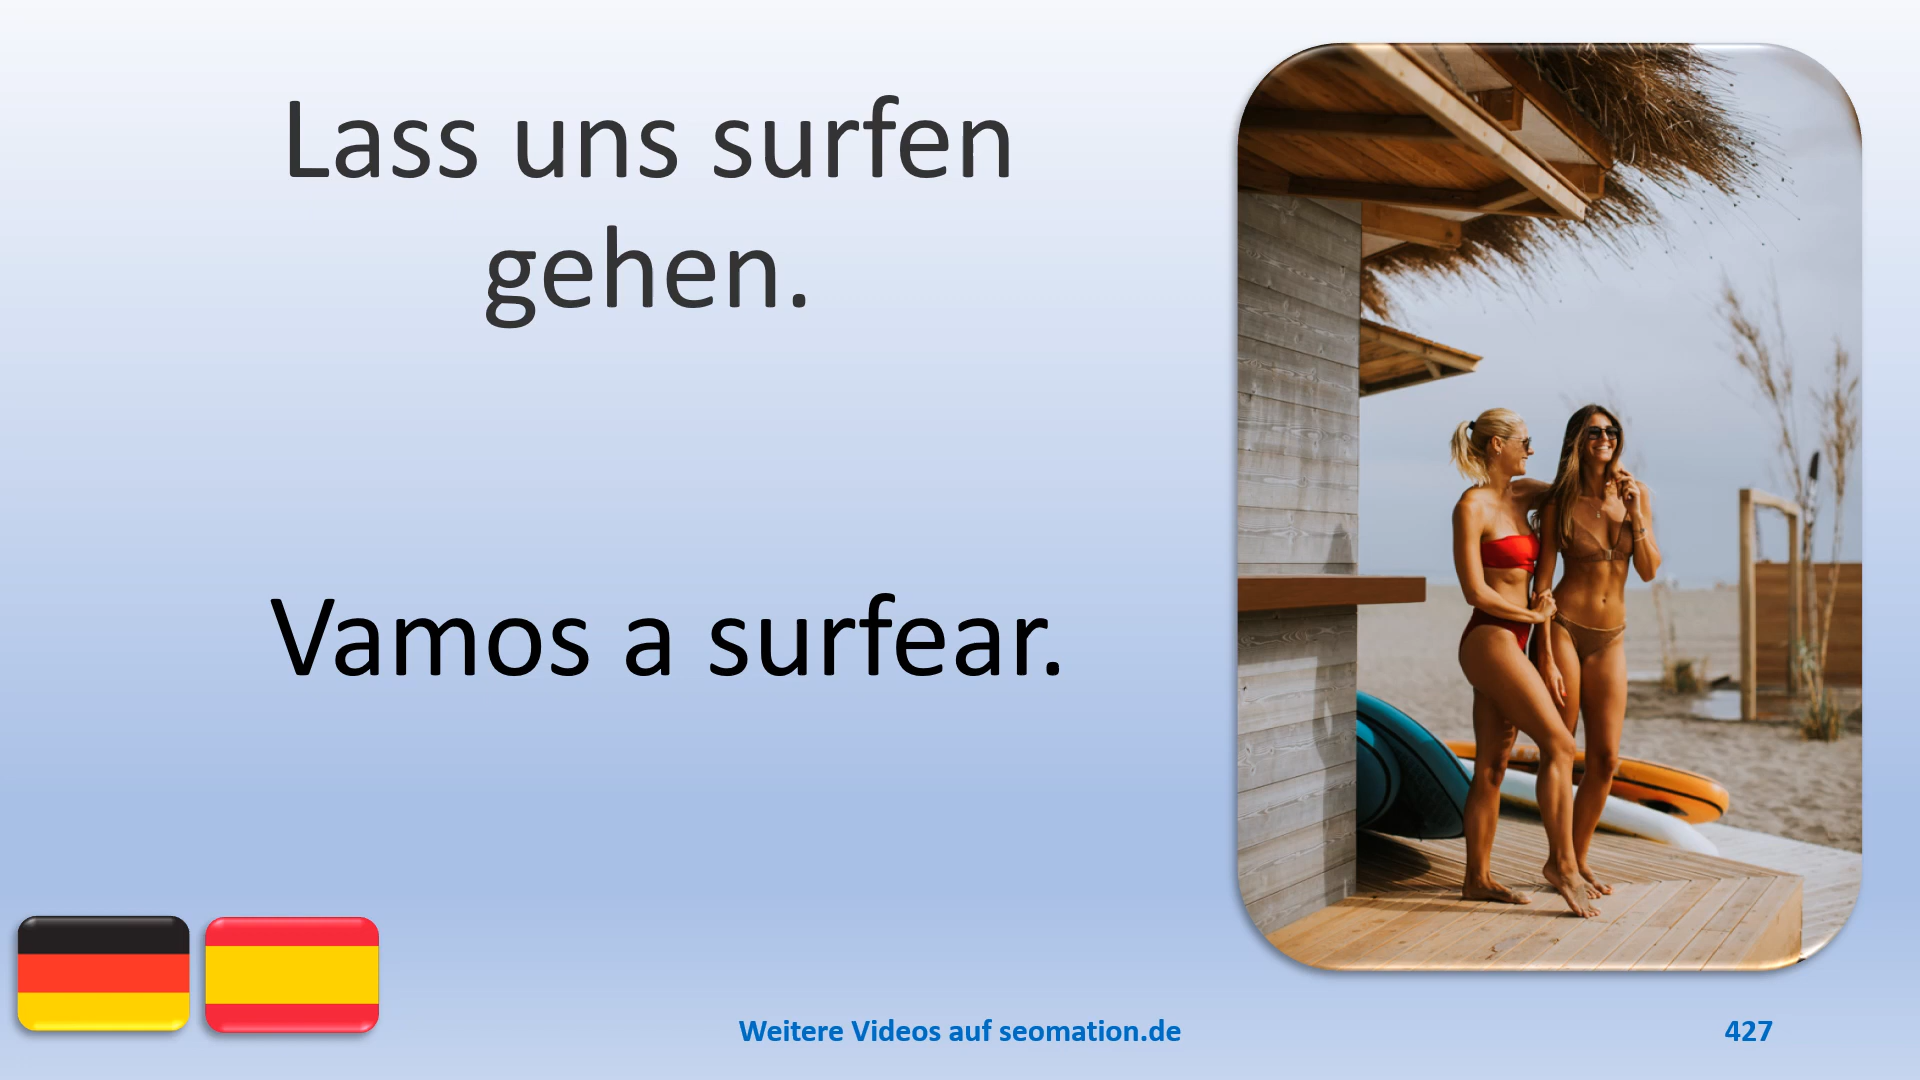 Lass uns surfen
gehen.
Vamos a surfear.
Weitere Videos auf seomation.de
427